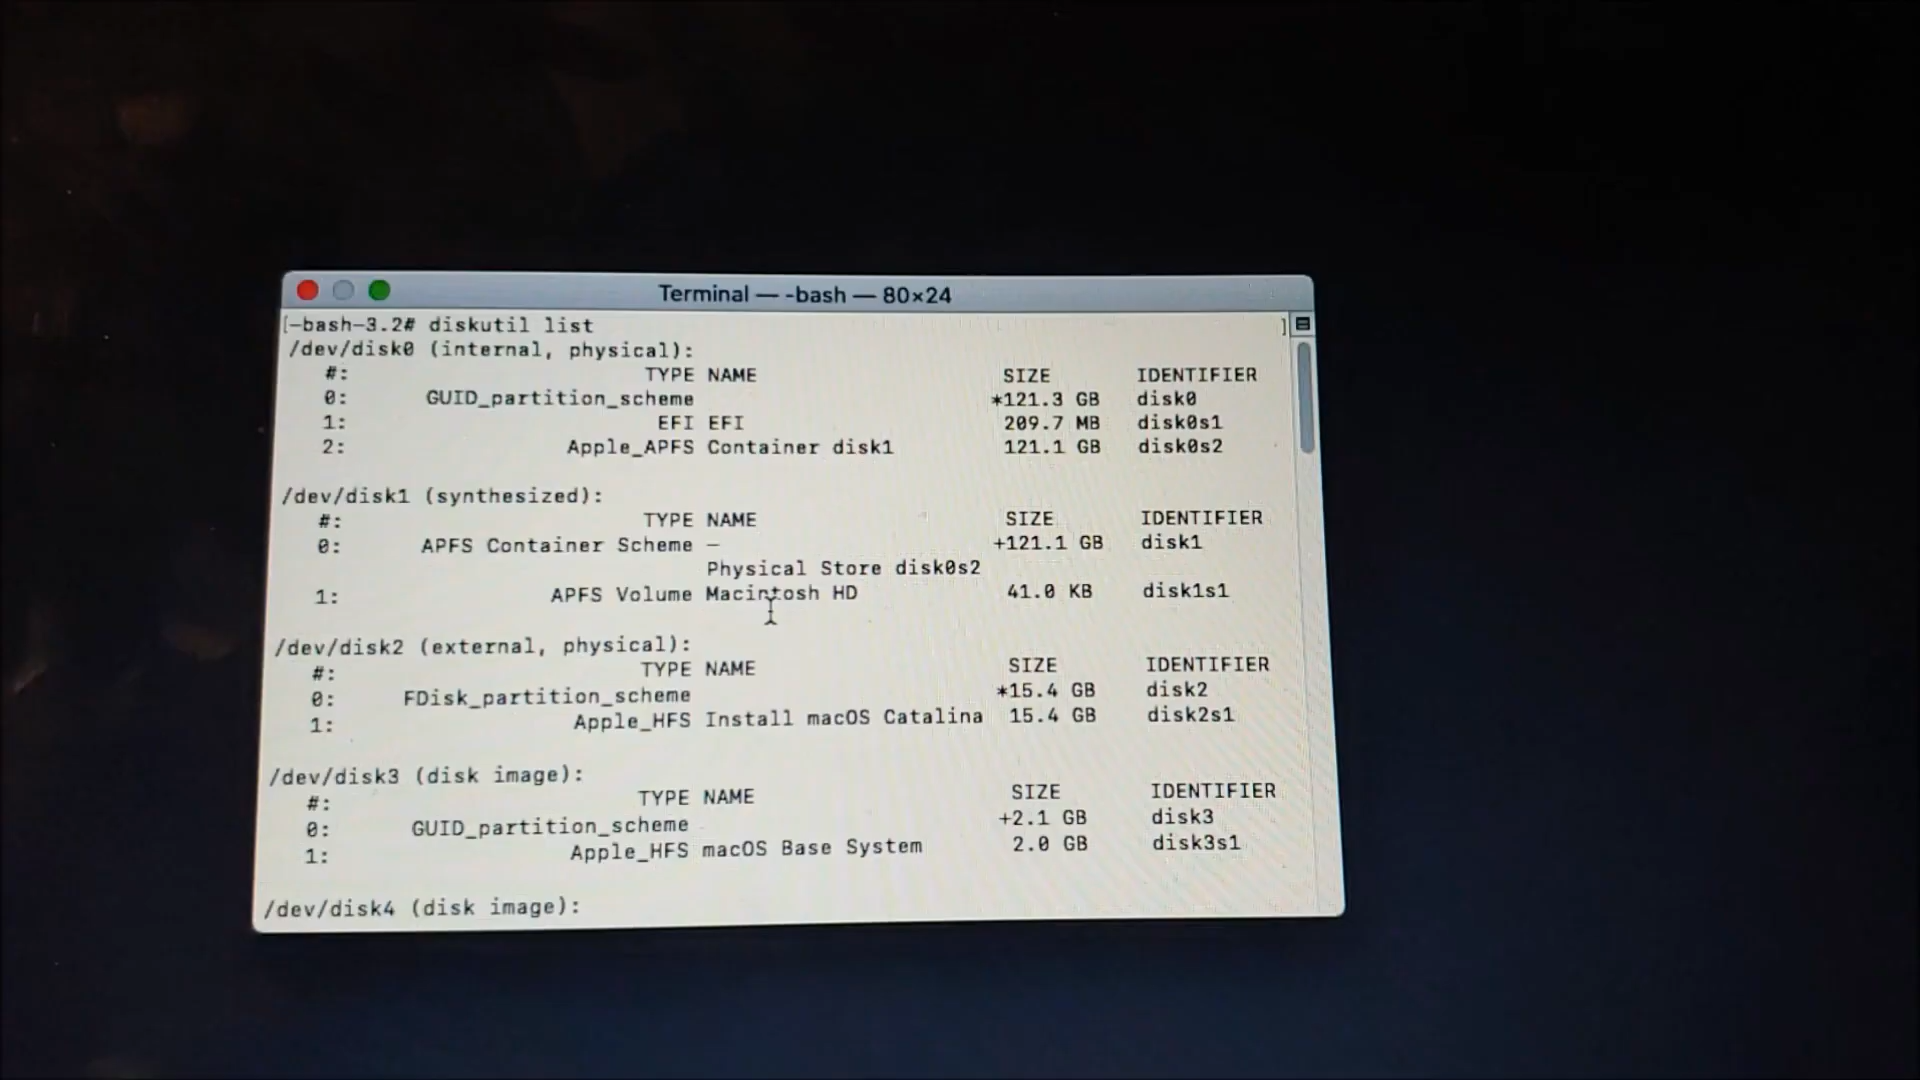 Terminal — -bash — 80×24
[-bash-3.2# diskutil list ]
/dev/disk0 (internal, physical):
#: TYPE NAME SIZE IDENTIFIER
0: GUID_partition_scheme *121.3 GB disk0
1: EFI EFI 209.7 MB disk0s1
2: Apple_APFS Container disk1 121.1 GB disk0s2
/dev/disk1 (synthesized):
#: TYPE NAME SIZE IDENTIFIER
0: APFS Container Scheme - +121.1 GB disk1
Physical Store disk0s2
1: APFS Volume Macintosh HD 41.0 KB disk1s1
/dev/disk2 (external, physical):
#: TYPE NAME SIZE IDENTIFIER
0: FDisk_partition_scheme *15.4 GB disk2
1: Apple_HFS Install macOS Catalina 15.4 GB disk2s1
/dev/disk3 (disk image):
#: TYPE NAME SIZE IDENTIFIER
0: GUID_partition_scheme +2.1 GB disk3
1: Apple_HFS macOS Base System 2.0 GB disk3s1
/dev/disk4 (disk image):